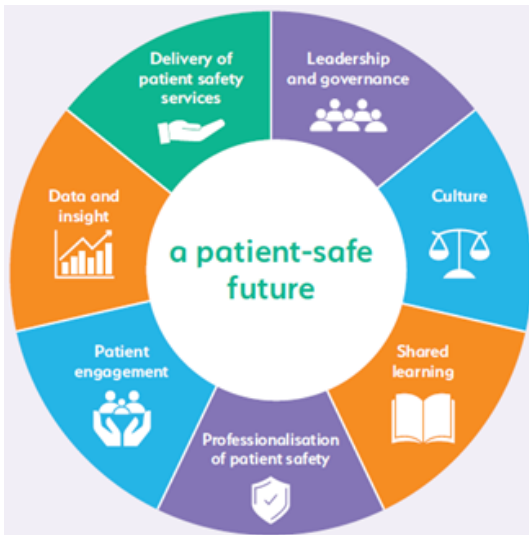 Delivery of
patient safety
services
Leadership
and governance
Culture
Shared
learning
Professionalisation
of patient safety
Patient
engagement
Data and
insight
a patient-safe
future